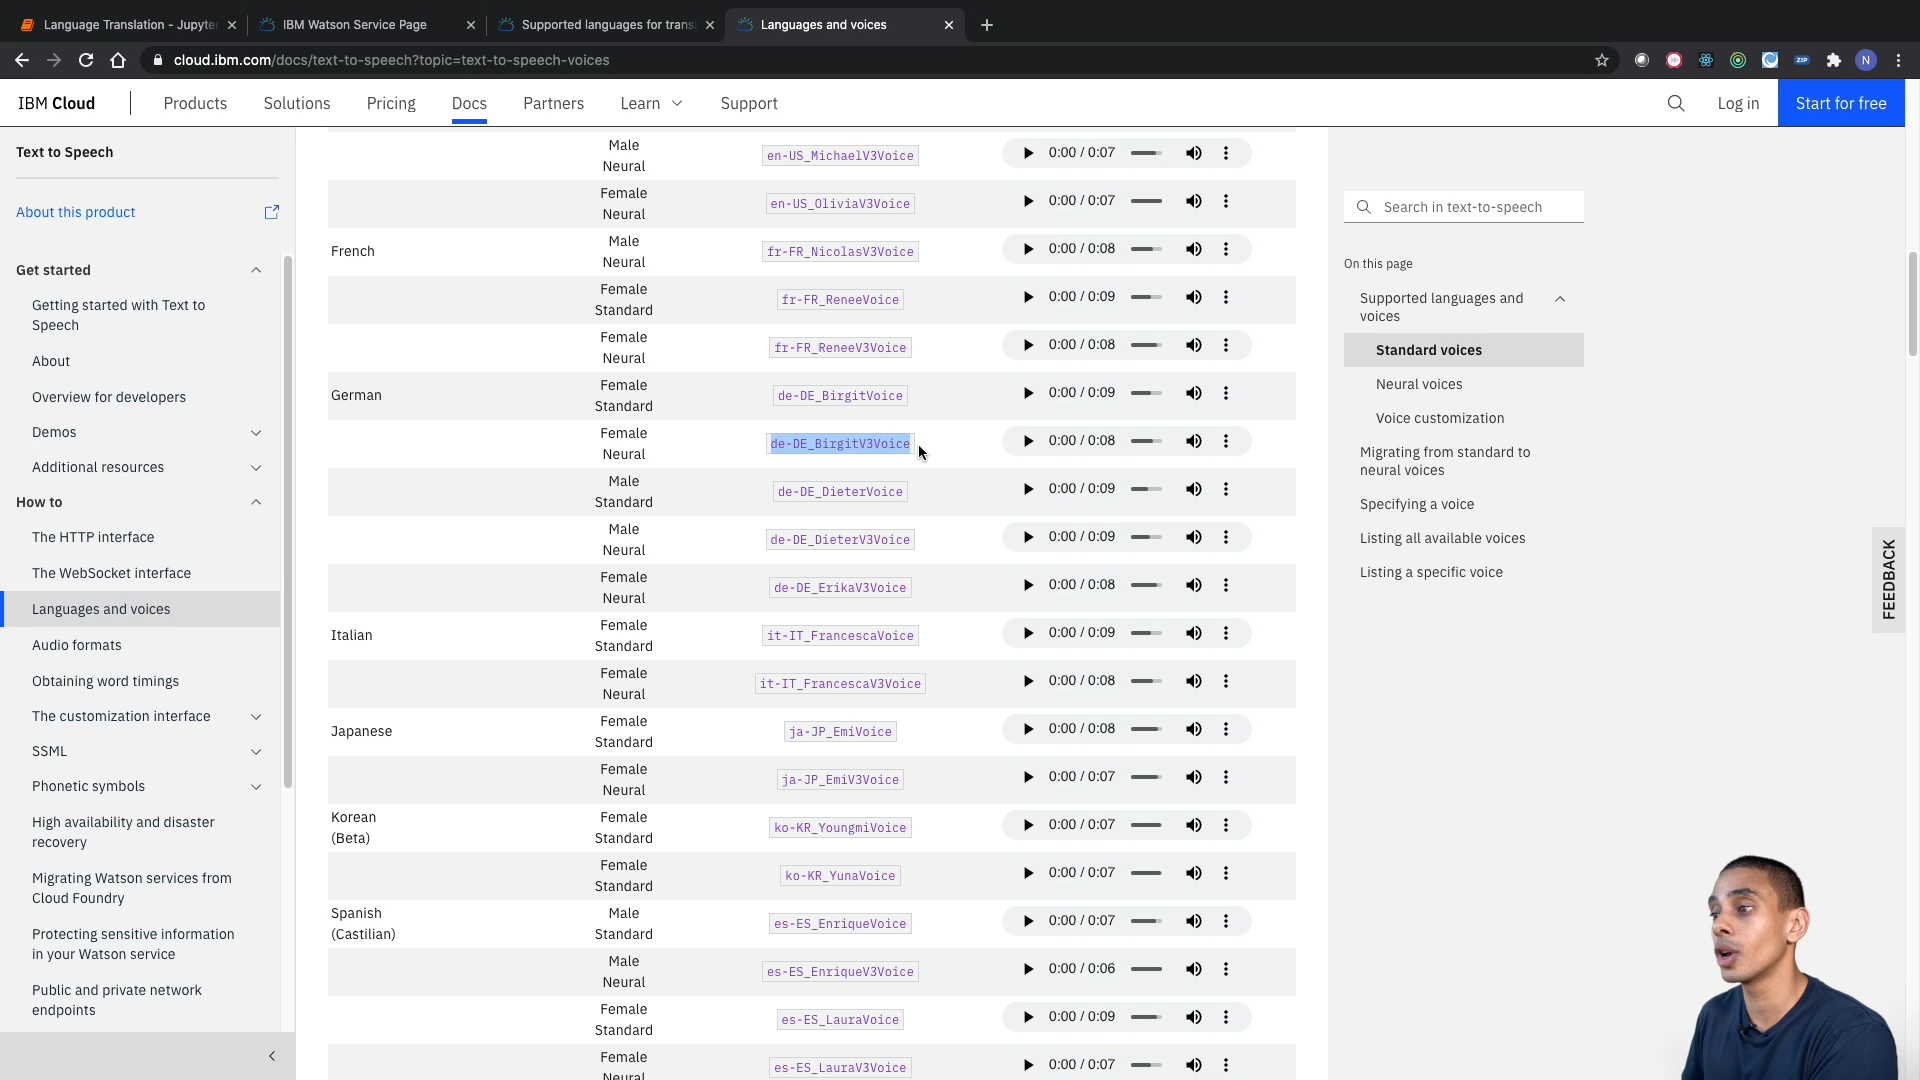 Language Translation - Jupyte
IBM Watson Service Page
Supported languages for trans
Languages and voices
cloud.ibm.com/docs/text-to-speech?topic=text-to-speech-voices
ZIP
N
IBM Cloud
Products
Solutions
Pricing
Docs
Partners
Learn
Support
Log in
Start for free
Text to Speech
About this product
Get started
Getting started with Text to
Speech
About
Overview for developers
Demos
Additional resources
How to
The HTTP interface
The WebSocket interface
Languages and voices
Audio formats
Obtaining word timings
The customization interface
SSML
Phonetic symbols
High availability and disaster
recovery
Migrating Watson services from
Cloud Foundry
Protecting sensitive information
in your Watson service
Public and private network
endpoints
Male
Neural
en-US_MichaelV3Voice
0:00 / 0:07
Female
Neural
en-US_OliviaV3Voice
0:00 / 0:07
French
Male
Neural
fr-FR_NicolasV3Voice
0:00 / 0:08
Female
Standard
fr-FR_ReneeVoice
0:00 / 0:09
Female
Neural
fr-FR_ReneeV3Voice
0:00 / 0:08
German
Female
Standard
de-DE_BirgitVoice
0:00 / 0:09
Female
Neural
de-DE_BirgitV3Voice
0:00 / 0:08
Male
Standard
de-DE_DieterVoice
0:00 / 0:09
Male
Neural
de-DE_DieterV3Voice
0:00 / 0:09
Female
Neural
de-DE_ErikaV3Voice
0:00 / 0:08
Italian
Female
Standard
it-IT_FrancescaVoice
0:00 / 0:09
Female
Neural
it-IT_FrancescaV3Voice
0:00 / 0:08
Japanese
Female
Standard
ja-JP_EmiVoice
0:00 / 0:08
Female
Neural
ja-JP_EmiV3Voice
0:00 / 0:07
Korean
(Beta)
Female
Standard
ko-KR_YoungmiVoice
0:00 / 0:07
Female
Standard
ko-KR_YunaVoice
0:00 / 0:07
Spanish
(Castilian)
Male
Standard
es-ES_EnriqueVoice
0:00 / 0:07
Male
Neural
es-ES_EnriqueV3Voice
0:00 / 0:06
Female
Standard
es-ES_LauraVoice
0:00 / 0:09
Female
Neural
es-ES_LauraV3Voice
0:00 / 0:07
Search in text-to-speech
On this page
Supported languages and
voices
Standard voices
Neural voices
Voice customization
Migrating from standard to
neural voices
Specifying a voice
Listing all available voices
Listing a specific voice
FEEDBACK